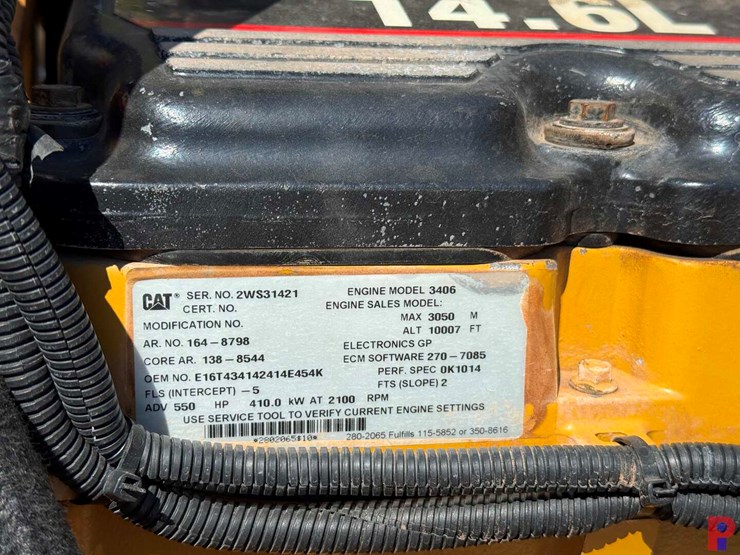 14.6L
CAT® SER. NO. 2WS31421 ENGINE MODEL 3406
CERT. NO. ENGINE SALES MODEL:
MODIFICATION NO. MAX 3050 M
ALT 10007 FT
AR. NO. 164-8798 ELECTRONICS GP
CORE AR. 138-8544 ECM SOFTWARE 270-7085
OEM NO. E16T434142414E454K PERF. SPEC 0K1014
FLS (INTERCEPT) -5 FTS (SLOPE) 2
ADV 550 HP 410.0 kW AT 2100 RPM
USE SERVICE TOOL TO VERIFY CURRENT ENGINE SETTINGS
*2802065#10* 280-2065 Fulfills 115-5852 or 350-8616